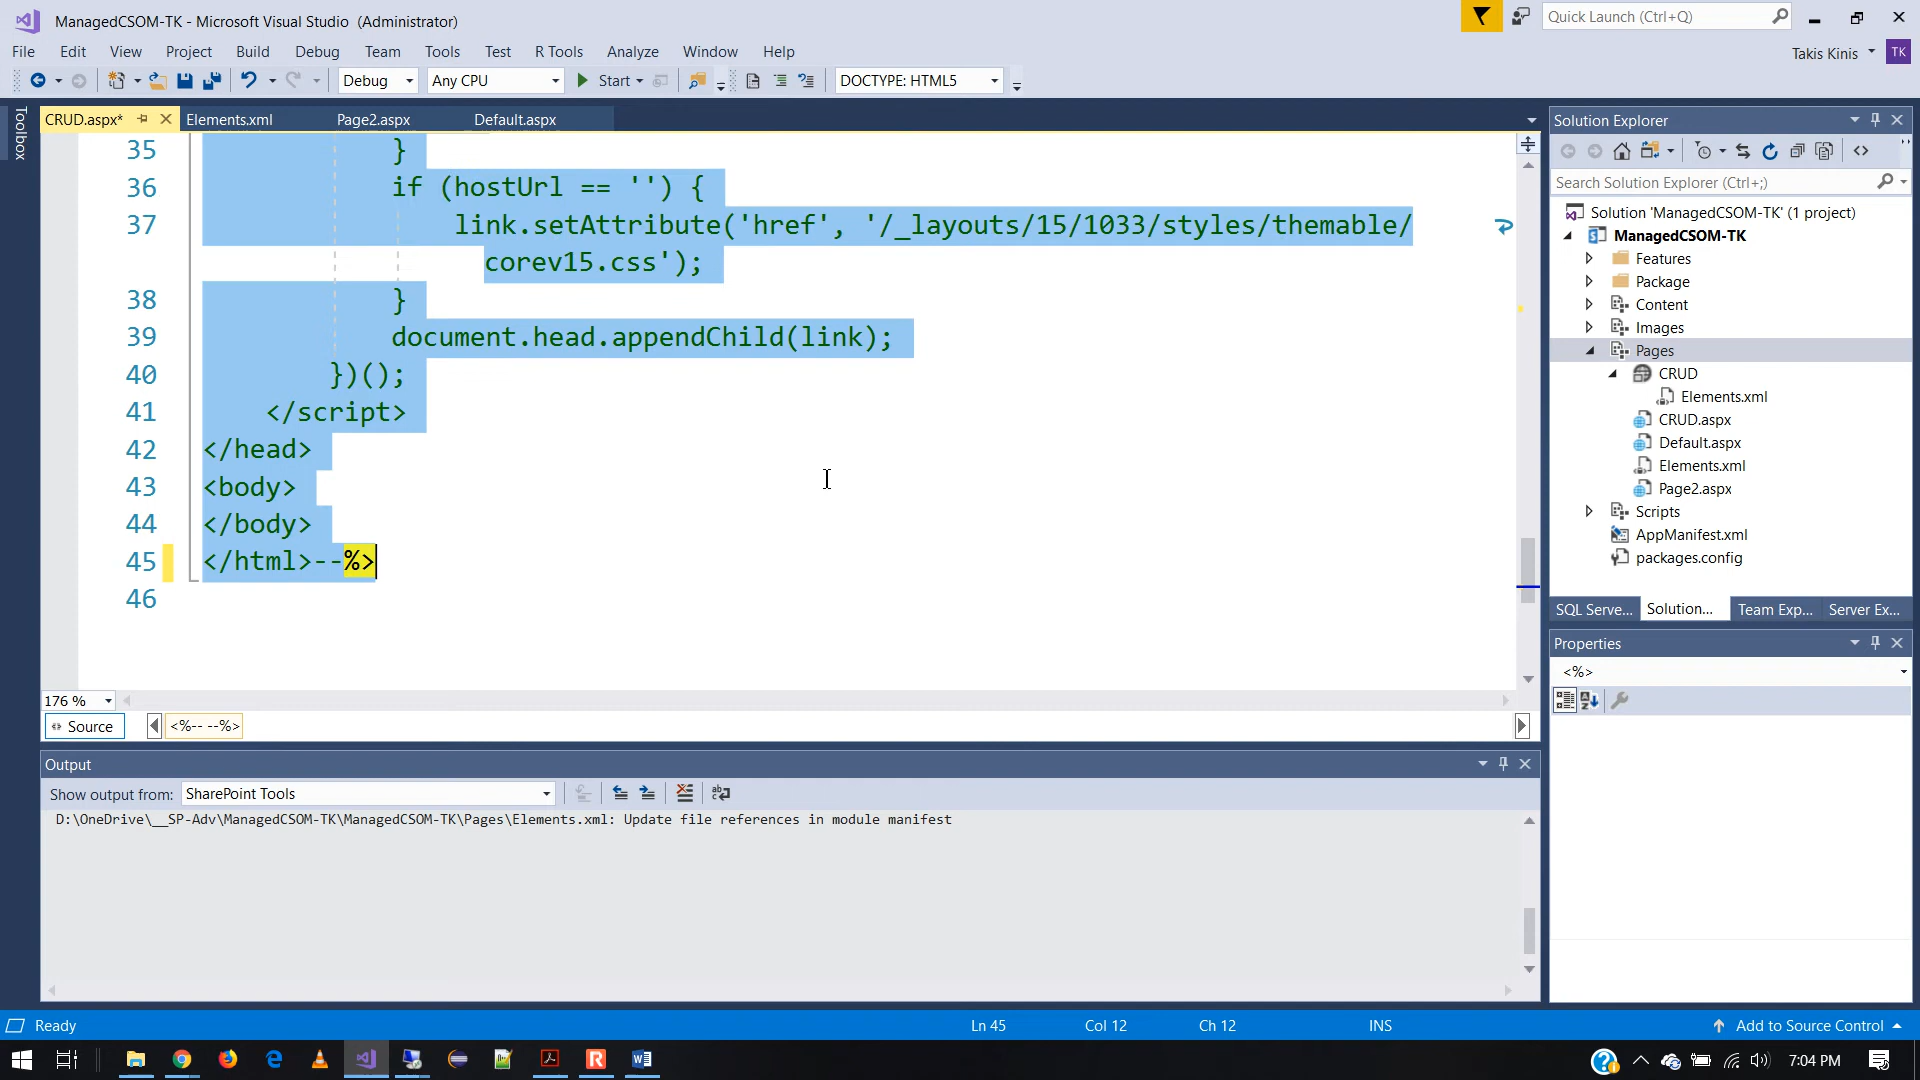 ManagedCSOM-TK - Microsoft Visual Studio (Administrator)
Quick Launch (Ctrl+Q)
File Edit View Project Build Debug Team Tools Test R Tools Analyze Window Help
Takis Kinis TK
Debug Any CPU Start DOCTYPE: HTML5
Toolbox
CRUD.aspx* Elements.xml Page2.aspx Default.aspx
35 }
36 if (hostUrl == '') {
37 link.setAttribute('href', '/_layouts/15/1033/styles/themable/
corev15.css');
38 }
39 document.head.appendChild(link);
40 })();
41 </script>
42 </head>
43 <body>
44 </body>
45 </html>--%>
46
176 %
Source <%-- --%>
Output
Show output from: SharePoint Tools
D:\OneDrive\__SP-Adv\ManagedCSOM-TK\ManagedCSOM-TK\Pages\Elements.xml: Update file references in module manifest
Solution Explorer
Search Solution Explorer (Ctrl+;)
Solution 'ManagedCSOM-TK' (1 project)
ManagedCSOM-TK
Features
Package
Content
Images
Pages
CRUD
Elements.xml
CRUD.aspx
Default.aspx
Elements.xml
Page2.aspx
Scripts
AppManifest.xml
packages.config
SQL Serve... Solution... Team Exp... Server Ex...
Properties
<%>
Ready Ln 45 Col 12 Ch 12 INS Add to Source Control
7:04 PM